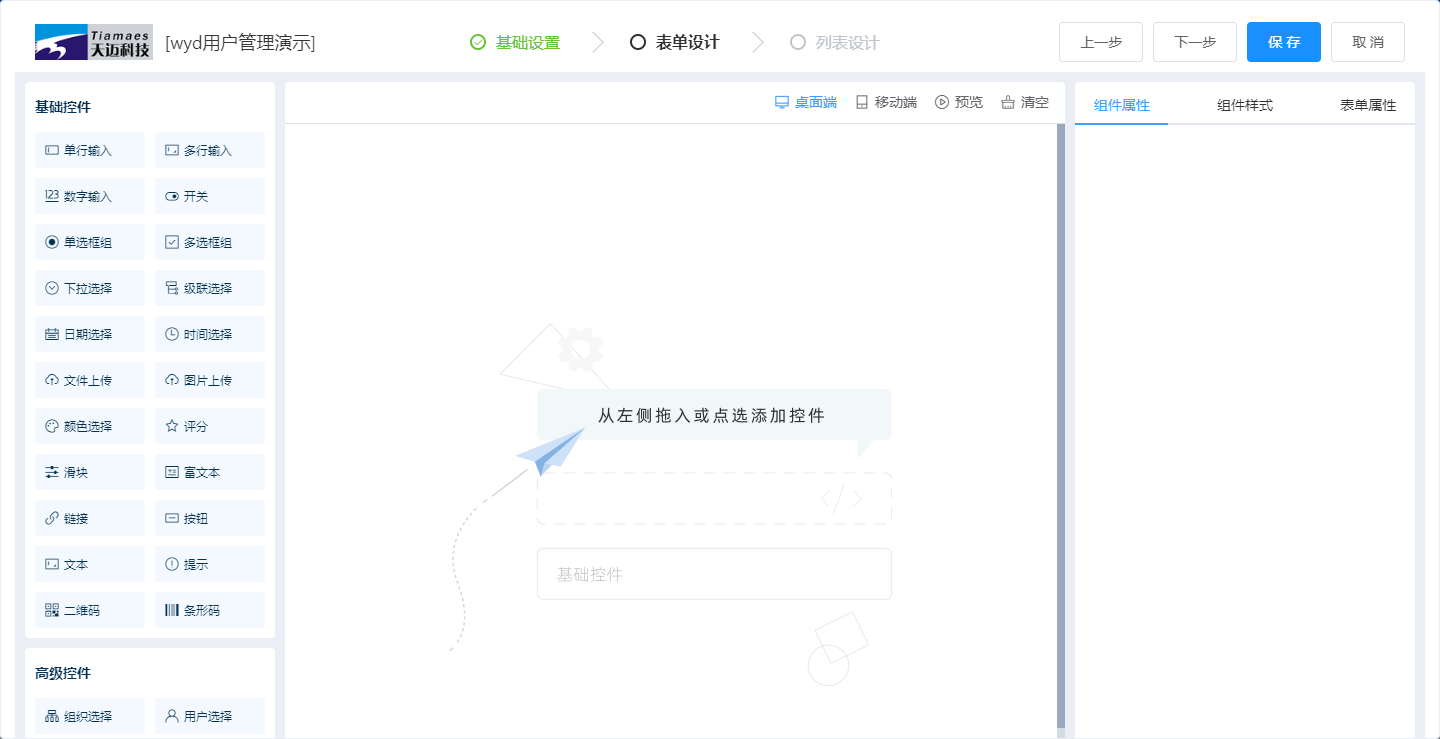 Tiamaes
天迈科技
[wyd用户管理演示]
基础设置
表单设计
列表设计
上一步
下一步
保存
取消
基础控件
单行输入
多行输入
123 数字输入
开关
单选框组
多选框组
下拉选择
级联选择
日期选择
时间选择
文件上传
图片上传
颜色选择
评分
滑块
富文本
链接
按钮
文本
提示
二维码
条形码
高级控件
组织选择
用户选择
桌面端
移动端
预览
清空
从左侧拖入或点选添加控件
</>
基础控件
组件属性
组件样式
表单属性